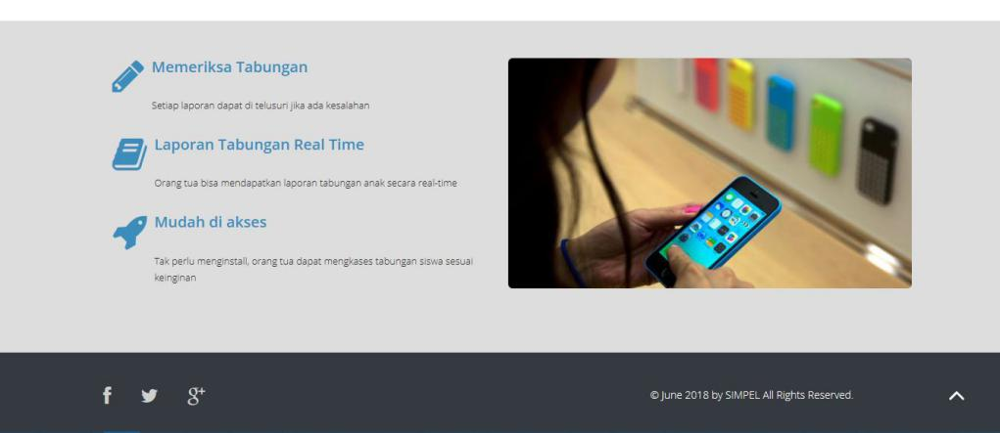 Memeriksa Tabungan
Setiap laporan dapat di telusuri jika ada kesalahan
Laporan Tabungan Real Time
Orang tua bisa mendapatkan laporan tabungan anak secara real-time
Mudah di akses
Tak perlu menginstall, orang tua dapat mengkases tabungan siswa sesuai
keinginan
© June 2018 by SIMPEL All Rights Reserved.